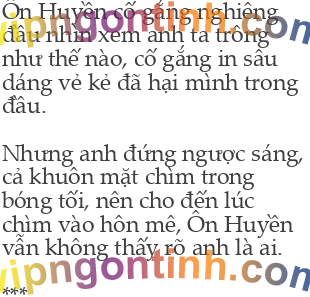 Ôn Huyền cố gắng nghiêng
đầu nhìn xem anh ta trông
như thế nào, cố gắng in sâu
dáng vẻ kẻ đã hại mình trong
đầu.
Nhưng anh đứng ngược sáng,
cả khuôn mặt chìm trong
bóng tối, nên cho đến lúc
chìm vào hôn mê, Ôn Huyền
vẫn không thấy rõ anh là ai.
***
vipngontinh.com
vipngontinh.com